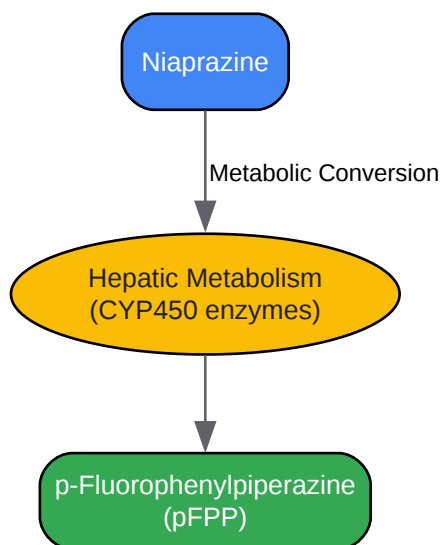 Niaprazine
Metabolic Conversion
Hepatic Metabolism
(CYP450 enzymes)
p-Fluorophenylpiperazine
(pFPP)